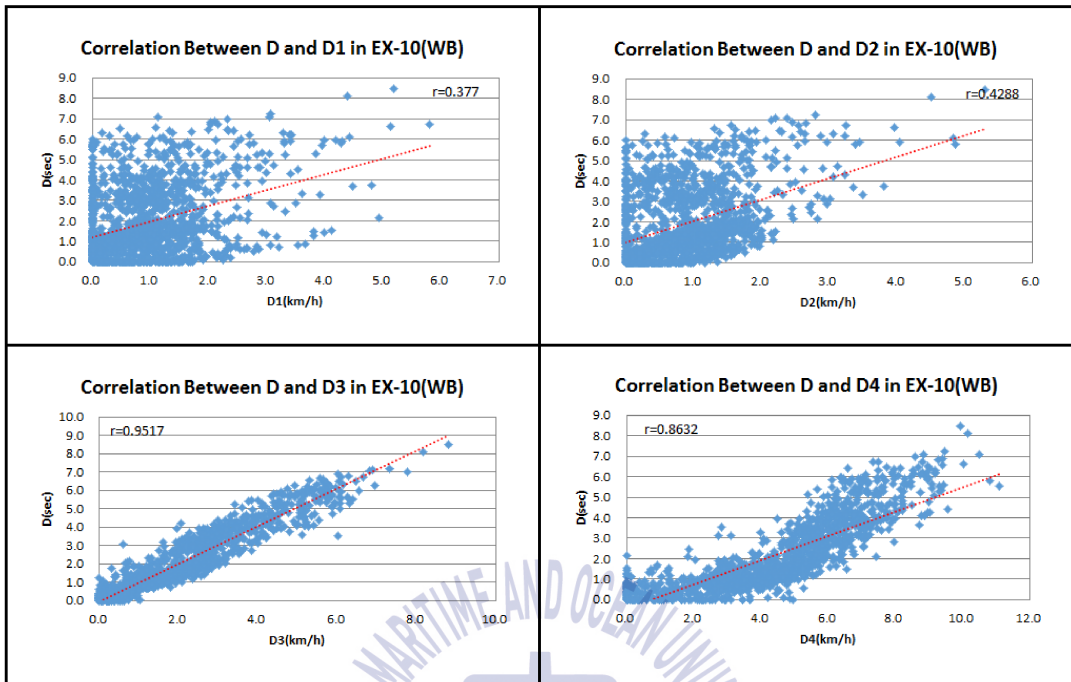 Correlation Between D and D1 in EX-10(WB)
9.0
8.0
7.0
6.0
5.0
4.0
3.0
2.0
1.0
0.0
D(sec)
r=0.377
0.0 1.0 2.0 3.0 4.0 5.0 6.0 7.0
D1(km/h)
Correlation Between D and D2 in EX-10(WB)
9.0
8.0
7.0
6.0
5.0
4.0
3.0
2.0
1.0
0.0
D(sec)
r=0.4288
0.0 1.0 2.0 3.0 4.0 5.0 6.0
D2(km/h)
Correlation Between D and D3 in EX-10(WB)
10.0
9.0
8.0
7.0
6.0
5.0
4.0
3.0
2.0
1.0
0.0
D(sec)
r=0.9517
0.0 2.0 4.0 6.0 8.0 10.0
D3(km/h)
Correlation Between D and D4 in EX-10(WB)
9.0
8.0
7.0
6.0
5.0
4.0
3.0
2.0
1.0
0.0
D(sec)
r=0.8632
0.0 2.0 4.0 6.0 8.0 10.0 12.0
D4(km/h)
MARITIME AND OCEAN